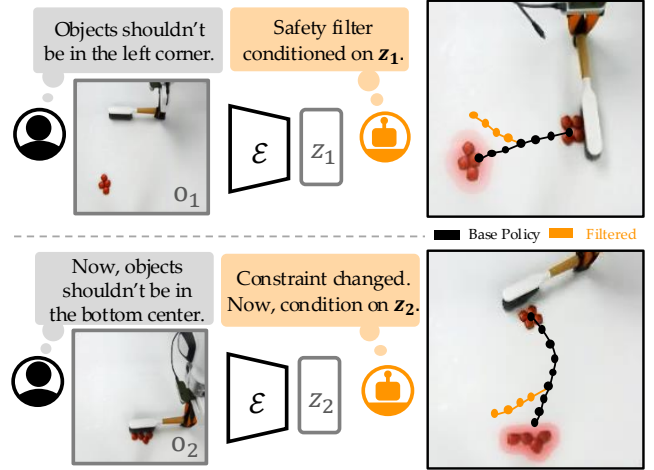 Objects shouldn't
be in the left corner.
Safety filter
conditioned on z₁.
ℰ
z₁
o₁
Base Policy
Filtered
Now, objects
shouldn't be in
the bottom center.
Constraint changed.
Now, condition on z₂.
ℰ
z₂
o₂